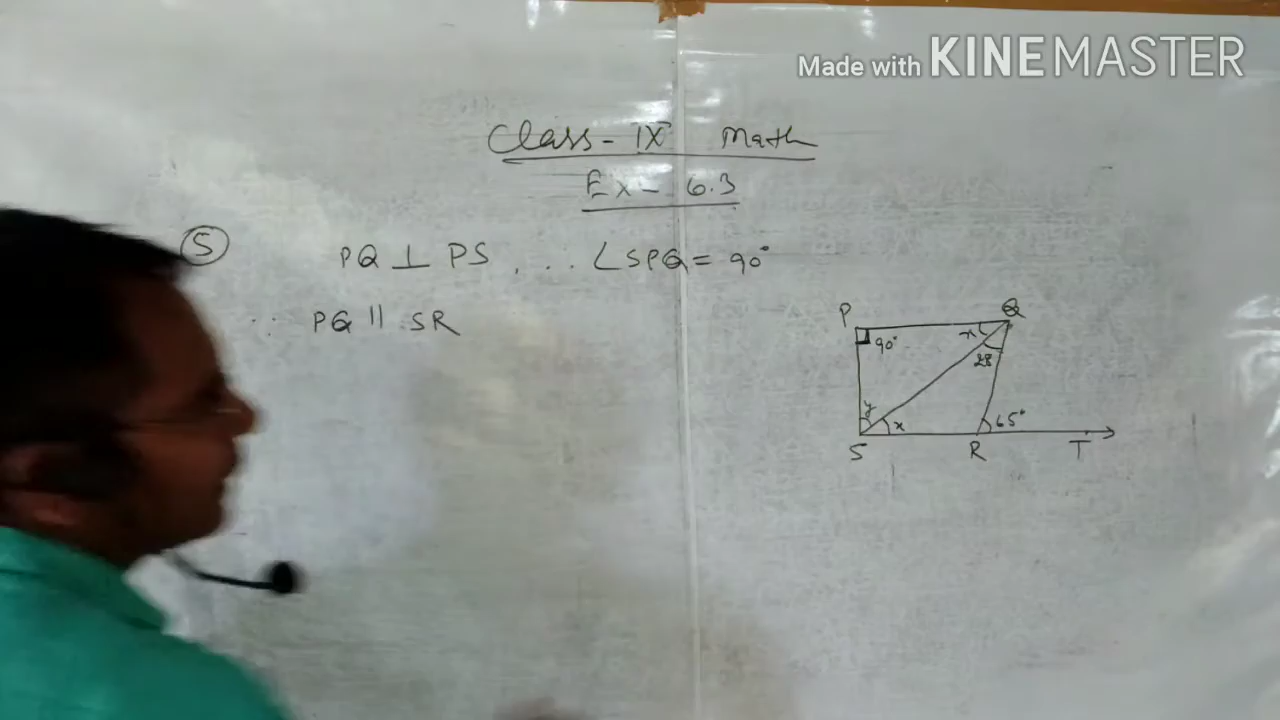 Made with KINEMASTER
Class - IX Math
Ex - 6.3
5 PQ ⊥ PS , ... ∠SPQ = 90°
∵ PQ || SR
P Q
90° x
28
y x 65°
S R T